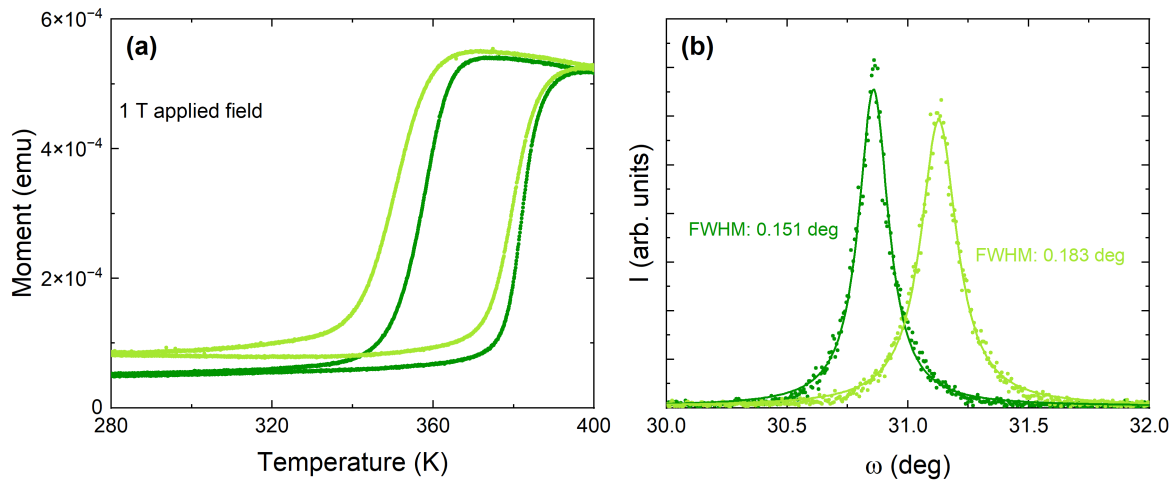 (a)
1 T applied field
6×10⁻⁴
4×10⁻⁴
2×10⁻⁴
0
280
320
360
400
Moment (emu)
Temperature (K)
(b)
FWHM: 0.151 deg
FWHM: 0.183 deg
I (arb. units)
30.0
30.5
31.0
31.5
32.0
ω (deg)